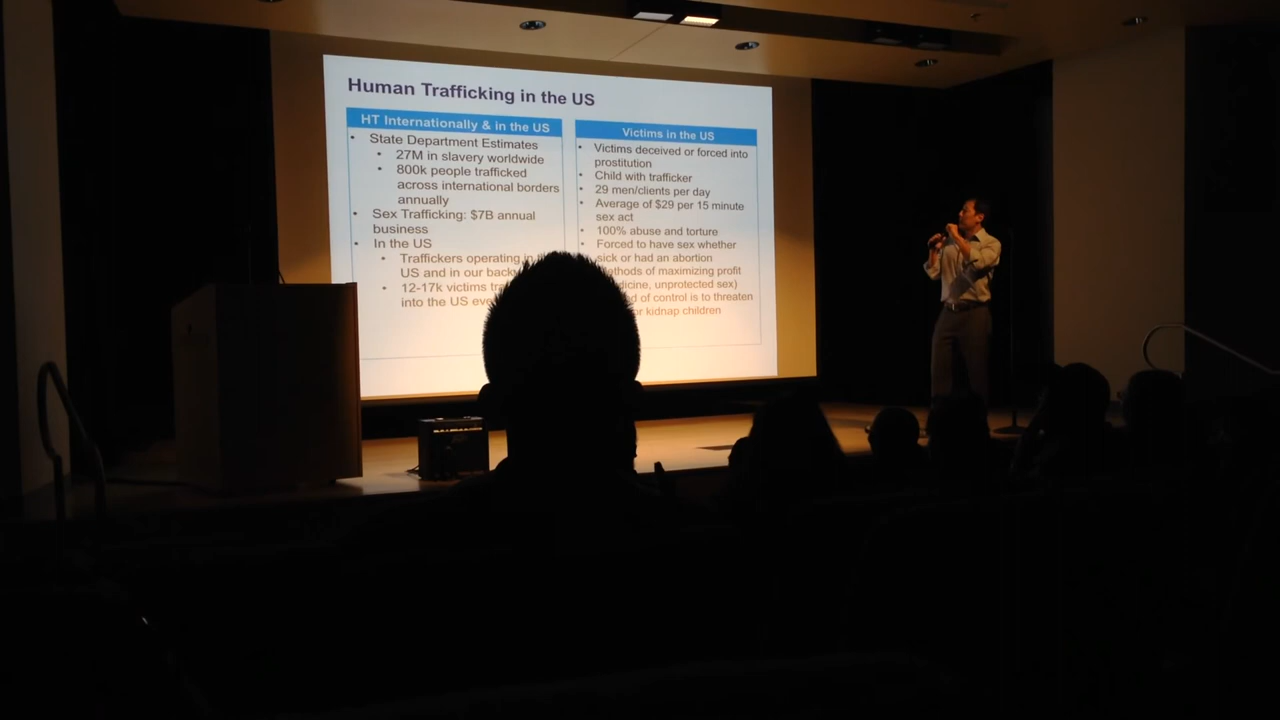 Human Trafficking in the US
HT Internationally & in the US
• State Department Estimates
• 27M in slavery worldwide
• 800k people trafficked
across international borders
annually
• Sex Trafficking: $7B annual
business
• In the US
• Traffickers operating in
US and in our
• 12-17k victims
into the US
Victims in the US
• Victims deceived or forced into
prostitution
• Child with trafficker
• 29 men/clients per day
• Average of $29 per 15 minute
sex act
• 100% abuse and torture
• Forced to have sex whether
sick or had an abortion
of maximizing profit
unprotected sex)
of control is to threaten
or kidnap children